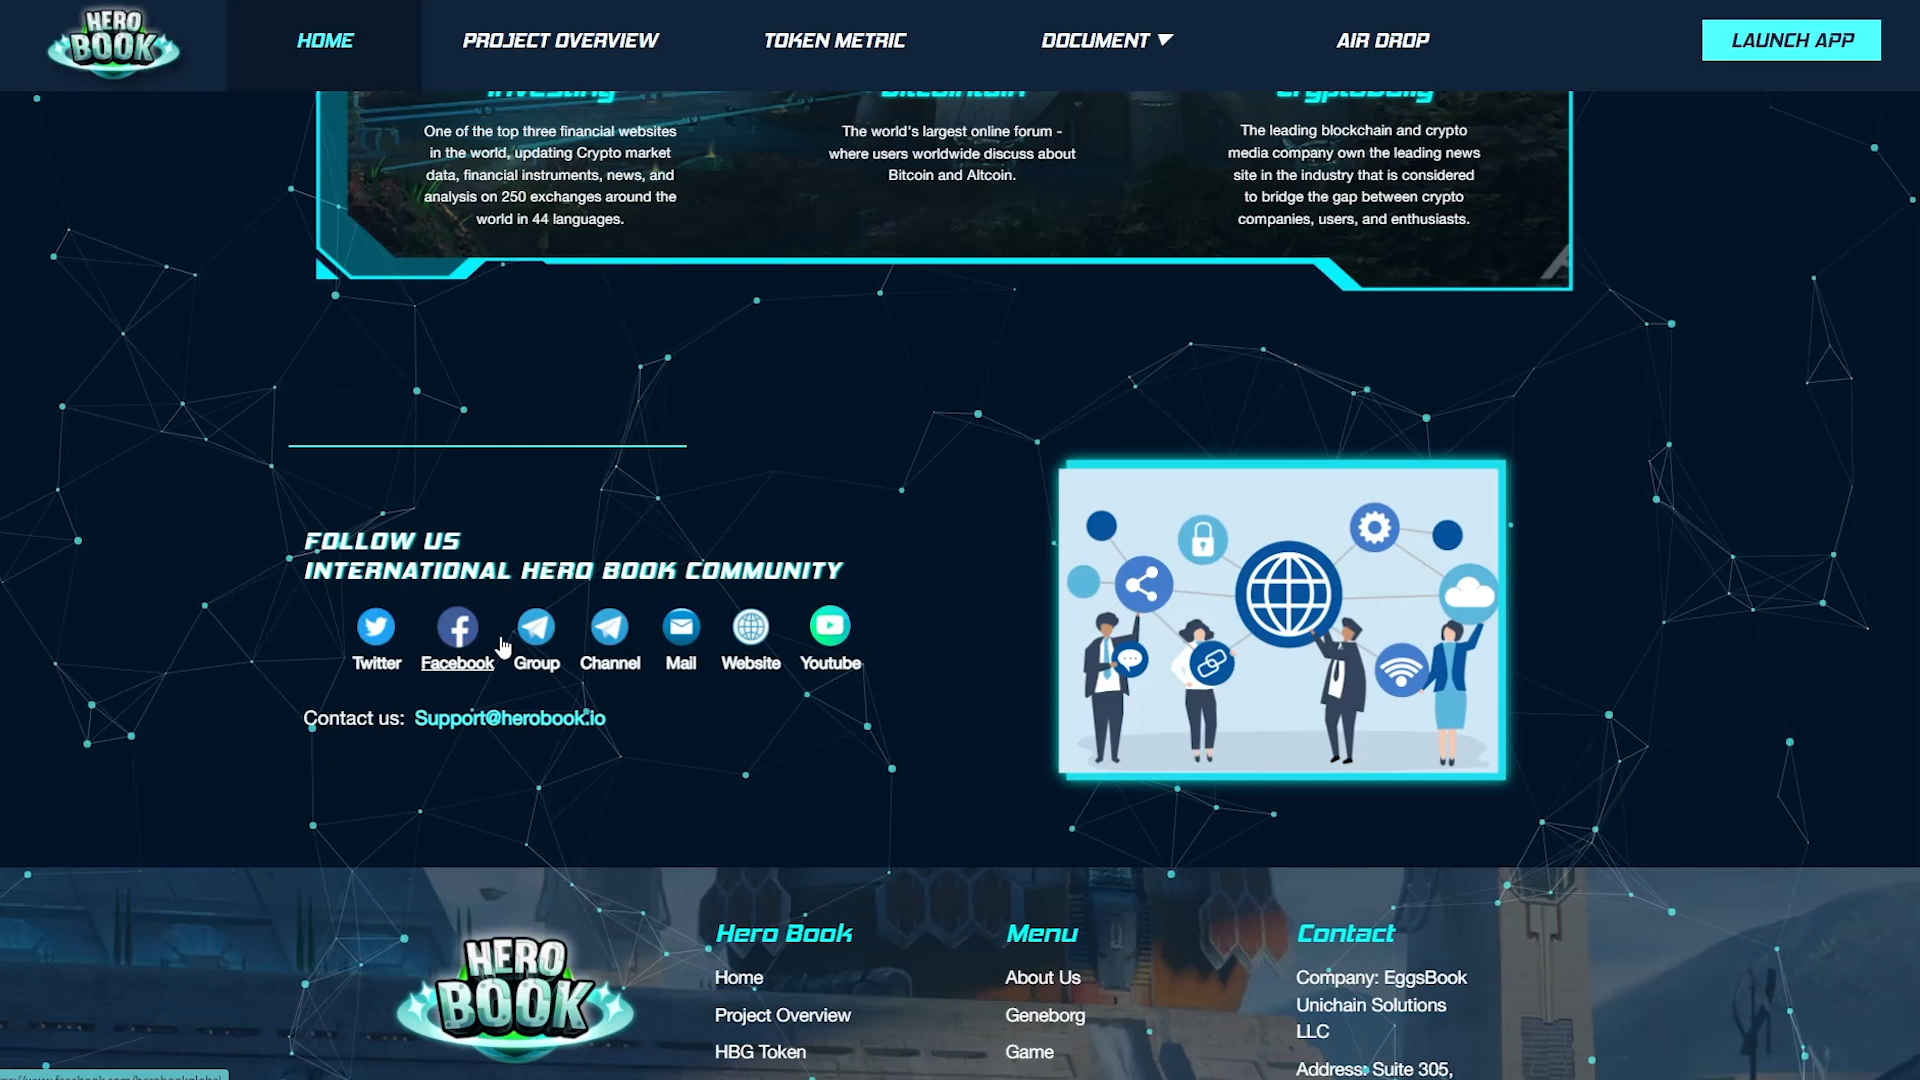 HERO
BOOK
HOME
PROJECT OVERVIEW
TOKEN METRIC
DOCUMENT
AIR DROP
LAUNCH APP
Investing
Bitcointalk
CryptoDaily
One of the top three financial websites
in the world, updating Crypto market
data, financial instruments, news, and
analysis on 250 exchanges around the
world in 44 languages.
The world's largest online forum -
where users worldwide discuss about
Bitcoin and Altcoin.
The leading blockchain and crypto
media company own the leading news
site in the industry that is considered
to bridge the gap between crypto
companies, users, and enthusiasts.
FOLLOW US
INTERNATIONAL HERO BOOK COMMUNITY
Twitter
Facebook
Group
Channel
Mail
Website
Youtube
Contact us: Support@herobook.io
HERO
BOOK
Hero Book
Home
Project Overview
HBG Token
Menu
About Us
Geneborg
Game
Contact
Company: EggsBook
Unichain Solutions
LLC
Address: Suite 305,